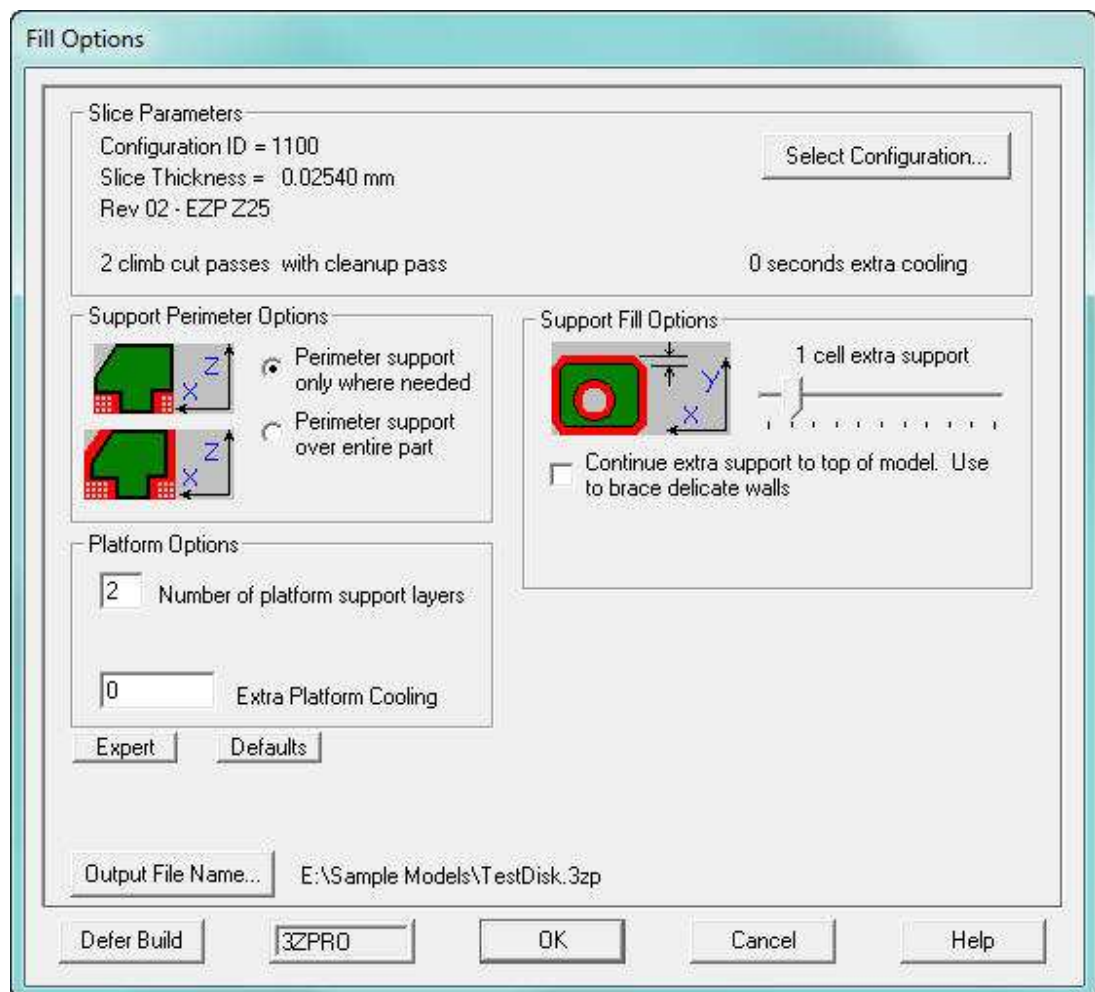 Fill Options
Slice Parameters
Configuration ID = 1100
Select Configuration...
Slice Thickness = 0.02540 mm
Rev 02 - EZP Z25
2 climb cut passes with cleanup pass
0 seconds extra cooling
Support Perimeter Options
Z
X
Perimeter support
only where needed
Z
X
Perimeter support
over entire part
Support Fill Options
Y
X
1 cell extra support
Continue extra support to top of model. Use
to brace delicate walls
Platform Options
2 Number of platform support layers
0 Extra Platform Cooling
Expert
Defaults
Output File Name...
E:\Sample Models\TestDisk.3zp
Defer Build
3ZPRO
OK
Cancel
Help